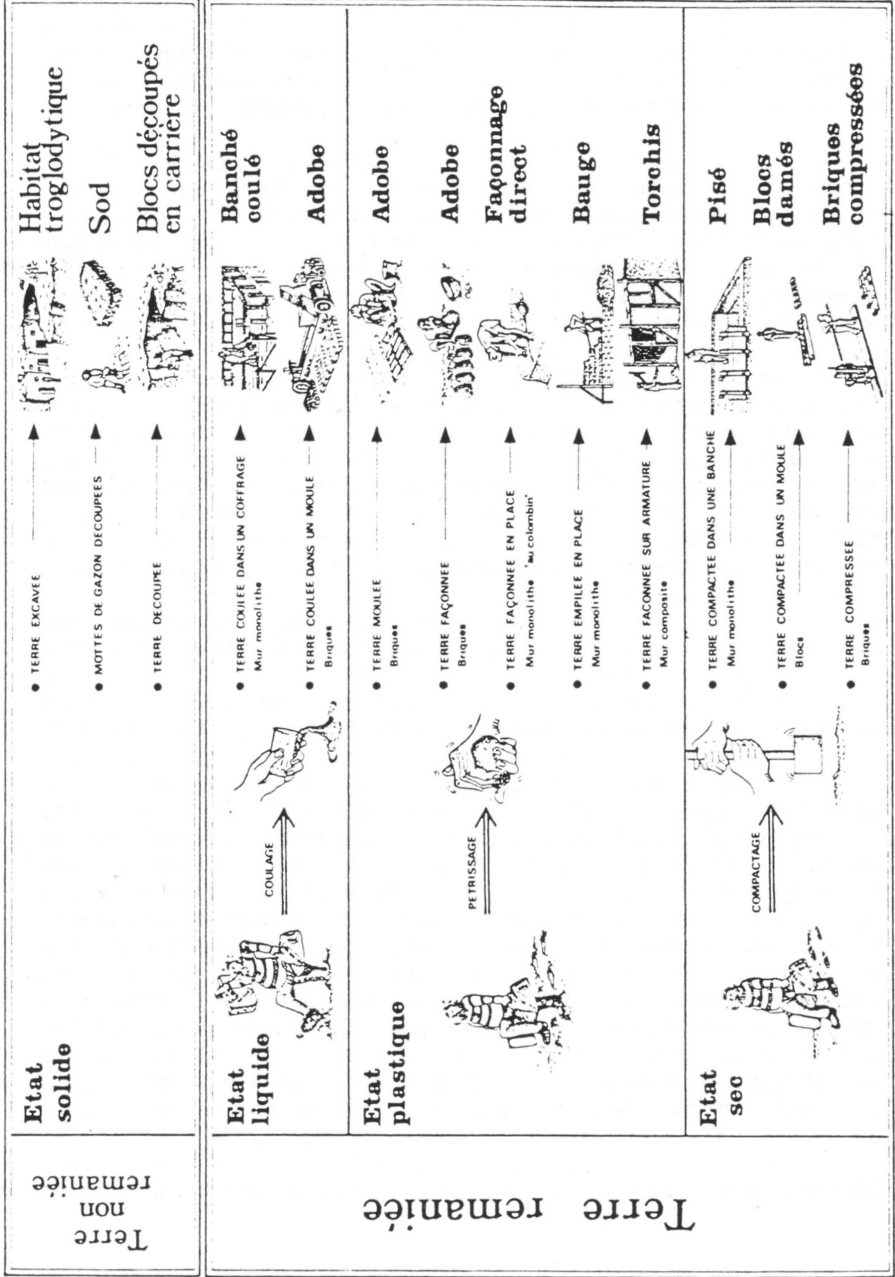 Terre
non
remaniée
Etat
solide
● TERRE EXCAVEE
Habitat
troglodytique
● MOTTES DE GAZON DECOUPEES
Sod
● TERRE DECOUPEE
Blocs découpés
en carrière
Terre remaniée
Etat
liquide
COULAGE
● TERRE COULEE DANS UN COFFRAGE
Mur monolithe
Banché
coulé
● TERRE COULEE DANS UN MOULE
Briques
Adobe
Etat
plastique
PETRISSAGE
● TERRE MOULEE
Briques
Adobe
● TERRE FAÇONNEE
Briques
Adobe
● TERRE FAÇONNEE EN PLACE
Mur monolithe "au colombin"
Façonnage
direct
● TERRE EMPILEE EN PLACE
Mur monolithe
Bauge
● TERRE FACONNEE SUR ARMATURE
Mur composite
Torchis
Etat
sec
COMPACTAGE
● TERRE COMPACTEE DANS UNE BANCHE
Mur monolithe
Pisé
● TERRE COMPACTEE DANS UN MOULE
Blocs
Blocs
damés
● TERRE COMPRESSEE
Briques
Briques
compressées